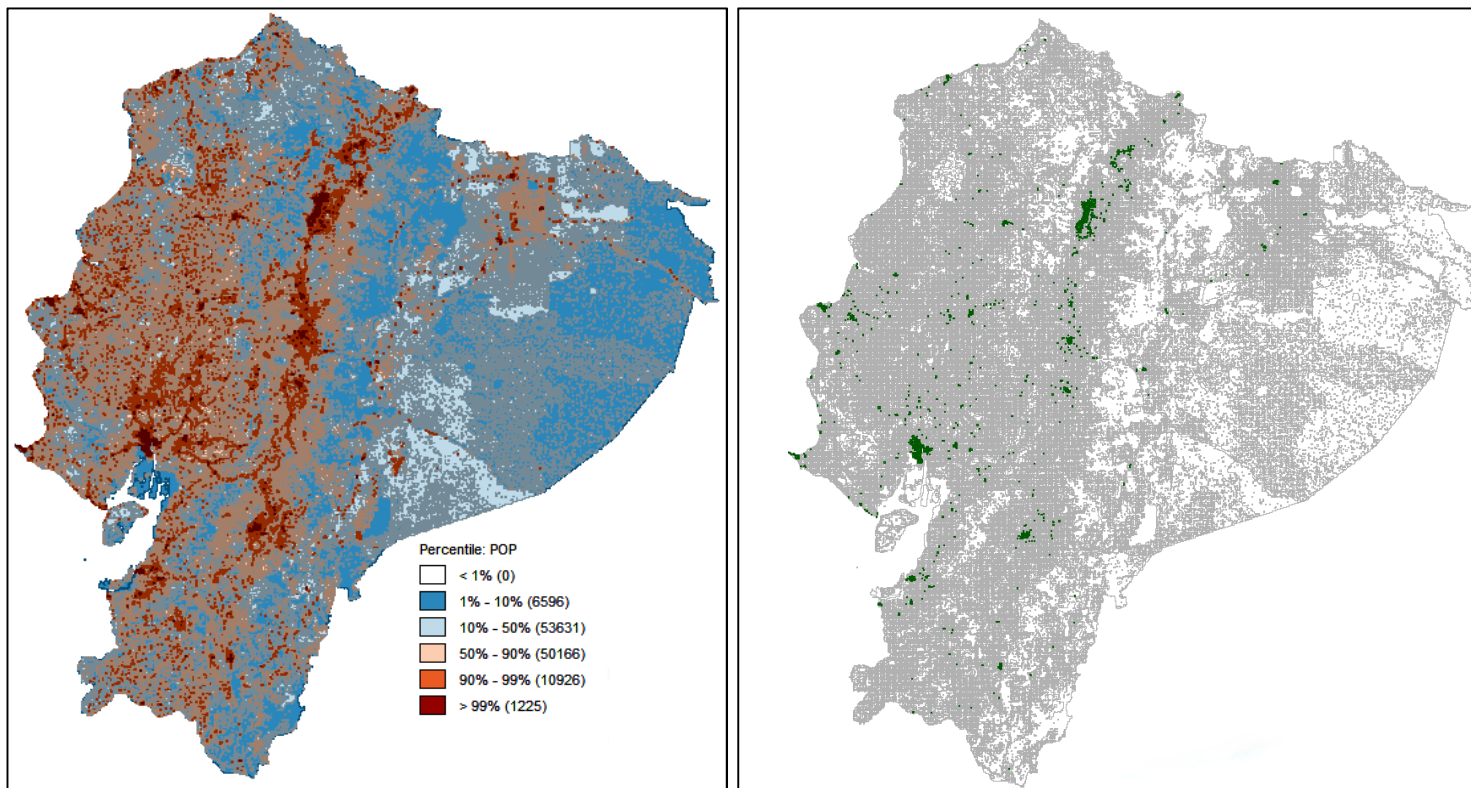 Percentile: POP
< 1% (0)
1% - 10% (6596)
10% - 50% (53631)
50% - 90% (50166)
90% - 99% (10926)
> 99% (1225)